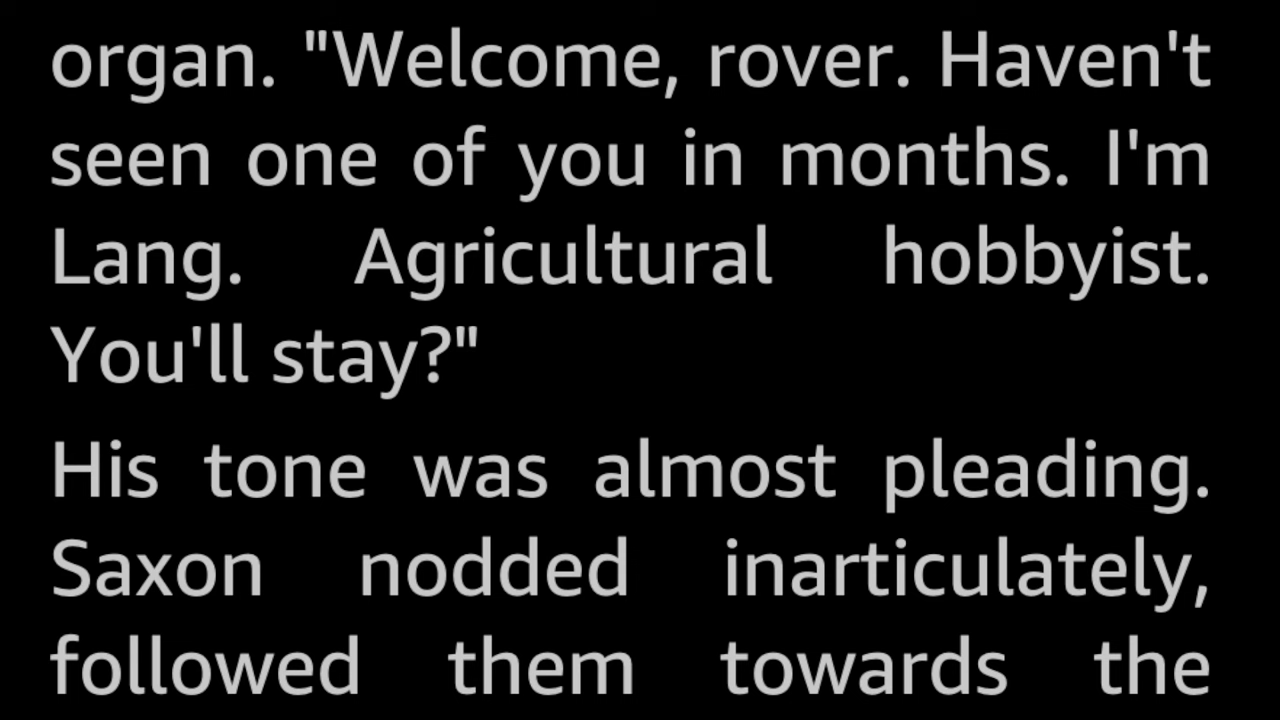 organ. "Welcome, rover. Haven't
seen one of you in months. I'm
Lang. Agricultural hobbyist.
You'll stay?"
His tone was almost pleading.
Saxon nodded inarticulately,
followed them towards the